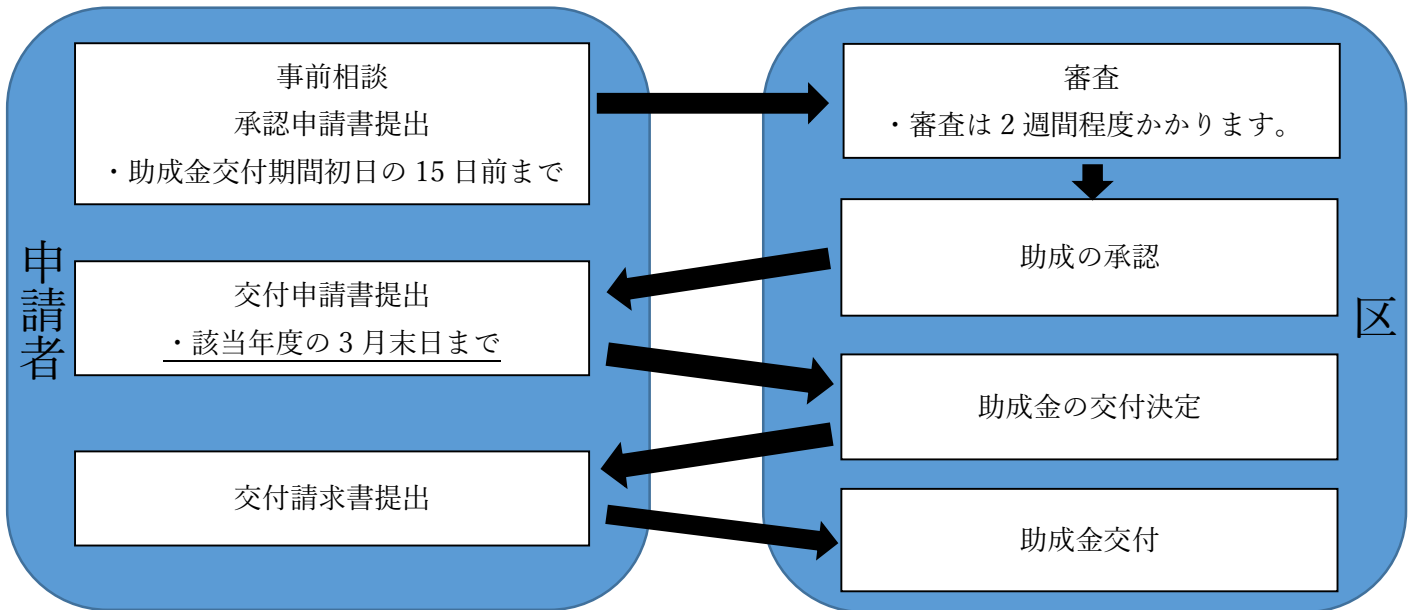 申請者
事前相談
承認申請書提出
・助成金交付期間初日の 15 日前まで
審査
・審査は 2 週間程度かかります。
助成の承認
交付申請書提出
・該当年度の 3 月末日まで
助成金の交付決定
交付請求書提出
助成金交付
区